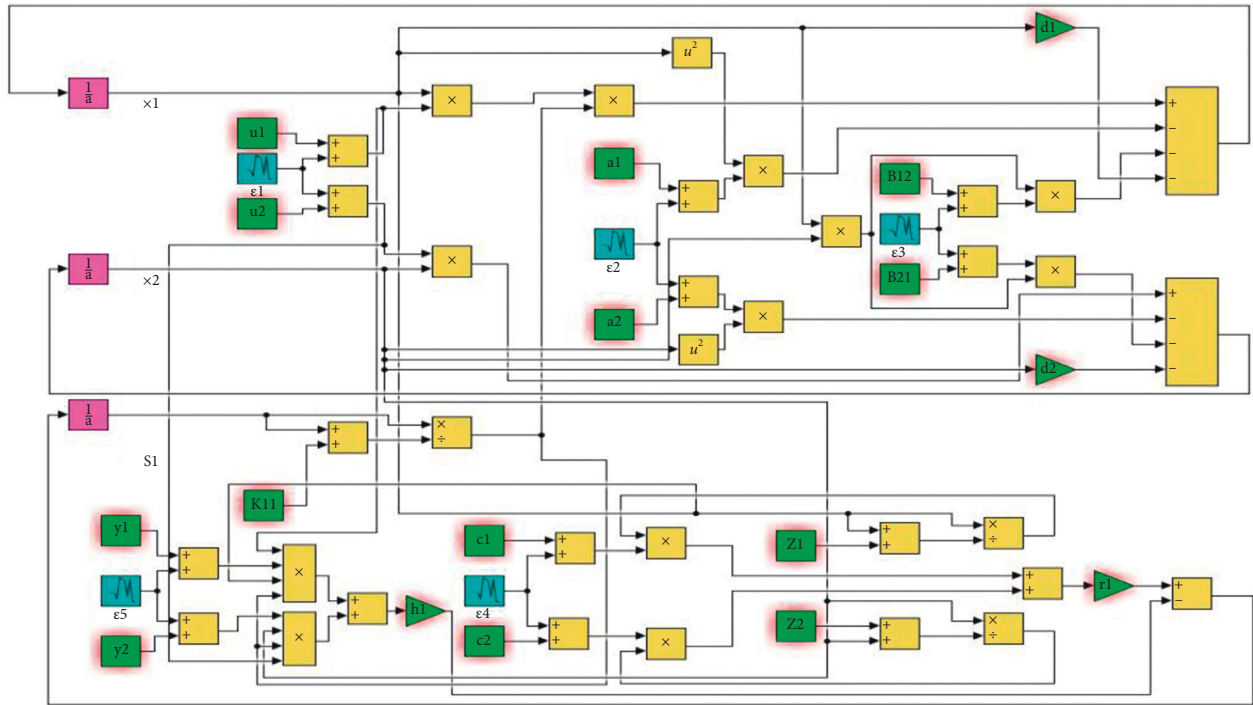 d1
u²
1/a
×1
×
×
+
−
−
−
u1
+
+
ε1
a1
×
B12
u2
+
+
+
+
+
+
×
×
ε2
ε3
1/a
×2
×
+
+
×
B21
+
+
a2
×
+
−
−
−
u²
d2
1/a
+
+
×
÷
S1
K11
y1
c1
+
+
×
Z1
+
+
×
÷
+
+
×
ε5
ε4
+
+
r1
+
−
+
+
h1
y2
+
+
×
c2
+
+
×
Z2
+
+
×
÷